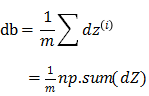 db = 1/m ∑ dz^(i)
= 1/m np.sum(dZ)